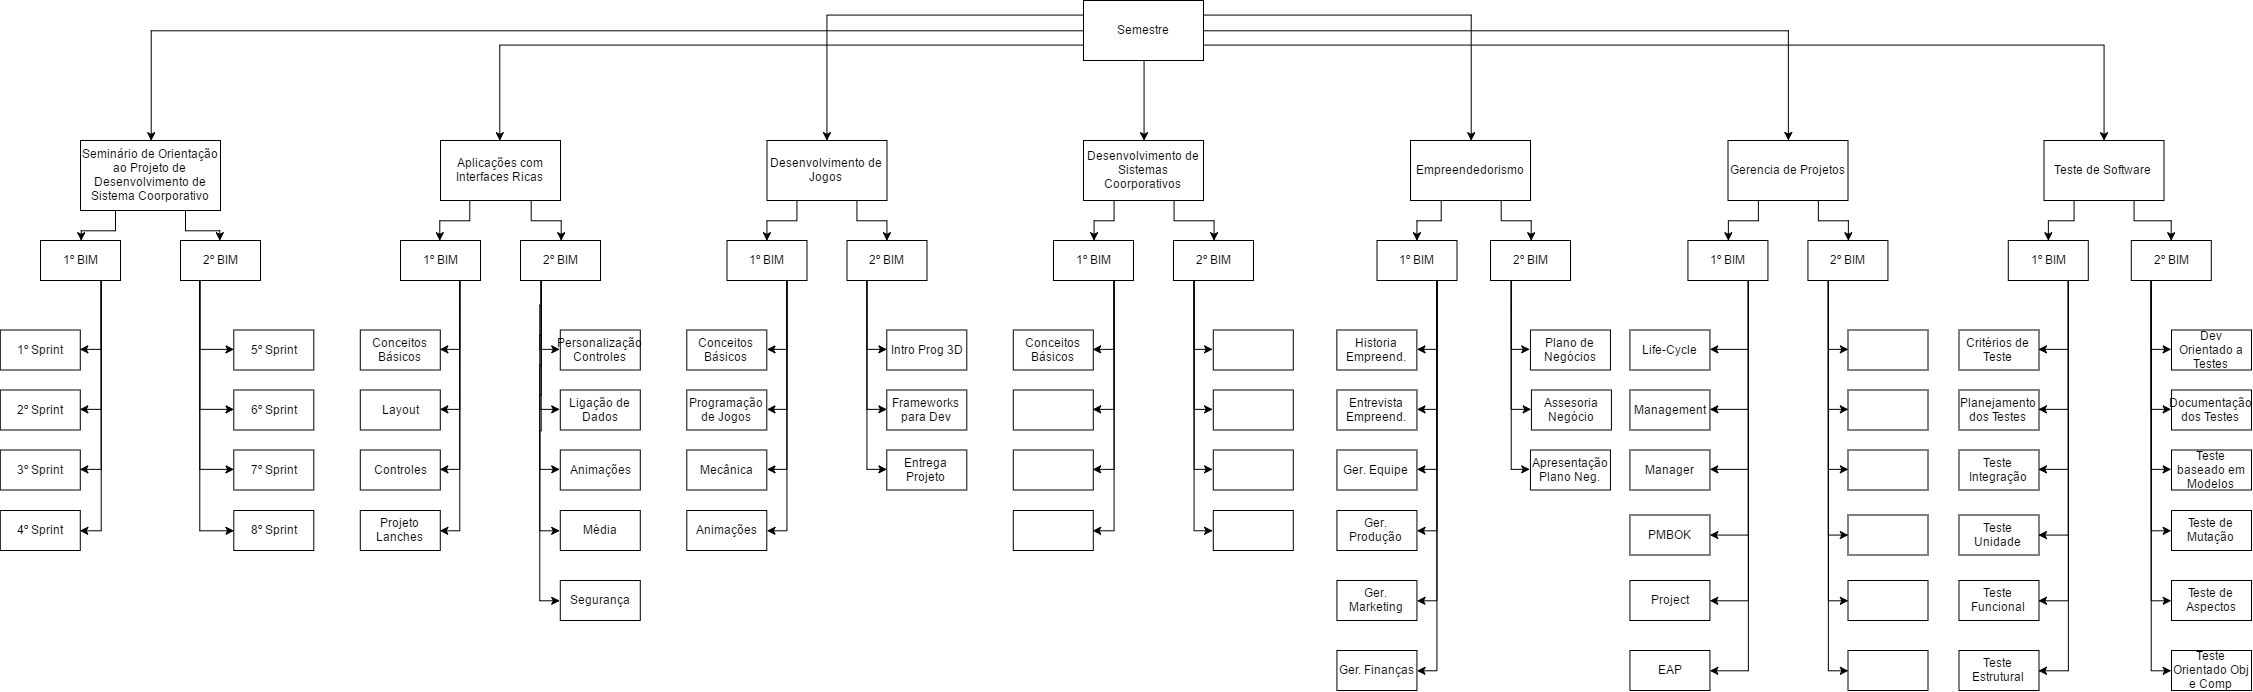 Semestre
Seminário de Orientação
ao Projeto de
Desenvolvimento de
Sistema Coorporativo
Aplicações com
Interfaces Ricas
Desenvolvimento de
Jogos
Desenvolvimento de
Sistemas
Coorporativos
Empreendedorismo
Gerencia de Projetos
Teste de Software
1º BIM
2º BIM
1º BIM
2º BIM
1º BIM
2º BIM
1º BIM
2º BIM
1º BIM
2º BIM
1º BIM
2º BIM
1º BIM
2º BIM
1º Sprint
5º Sprint
Conceitos
Básicos
Personalização
Controles
Conceitos
Básicos
Intro Prog 3D
Conceitos
Básicos
Historia
Empreend.
Plano de
Negócios
Life-Cycle
Critérios de
Teste
Dev
Orientado a
Testes
2º Sprint
6º Sprint
Layout
Ligação de
Dados
Programação
de Jogos
Frameworks
para Dev
Entrevista
Empreend.
Assesoria
Negócio
Management
Planejamento
dos Testes
Documentação
dos Testes
3º Sprint
7º Sprint
Controles
Animações
Mecânica
Entrega
Projeto
Ger. Equipe
Apresentação
Plano Neg.
Manager
Teste
Integração
Teste
baseado em
Modelos
4º Sprint
8º Sprint
Projeto
Lanches
Média
Animações
Ger.
Produção
PMBOK
Teste
Unidade
Teste de
Mutação
Segurança
Ger.
Marketing
Project
Teste
Funcional
Teste de
Aspectos
Ger. Finanças
EAP
Teste
Estrutural
Teste
Orientado Obj
e Comp